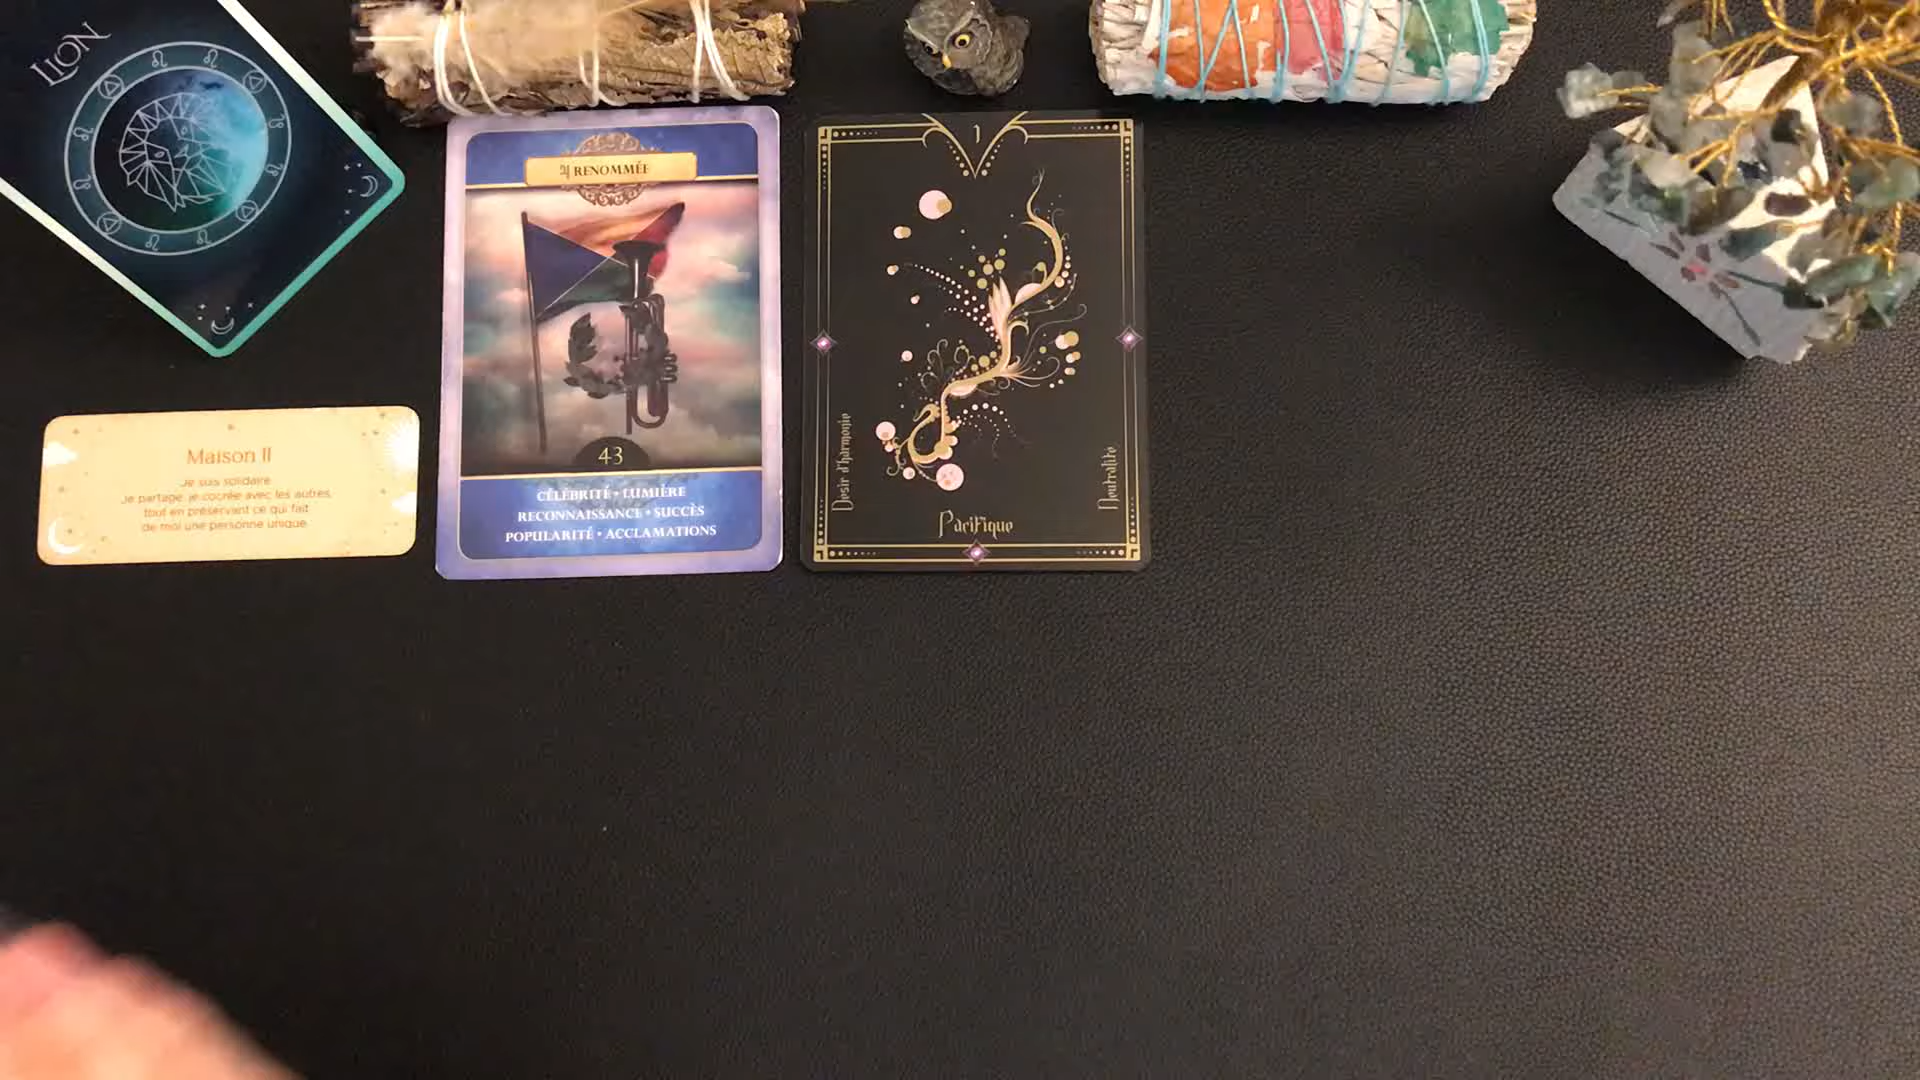 LION
Maison II
Je suis solidaire.
Je partage, je cocrée avec les autres,
tout en préservant ce qui fait
de moi une personne unique.
♃ RENOMMÉE
43
CÉLÉBRITÉ • LUMIÈRE
RECONNAISSANCE • SUCCÈS
POPULARITÉ • ACCLAMATIONS
1
Désir d'harmonie
Neutralité
Pacifique